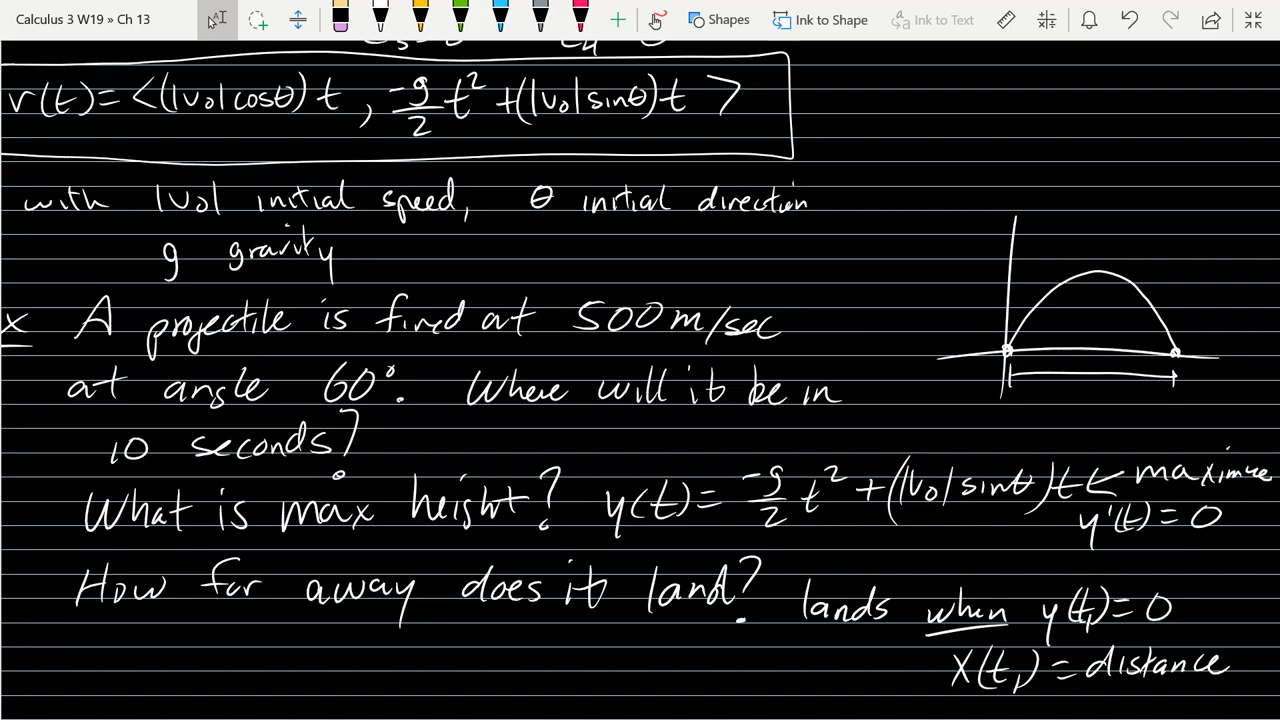 Calculus 3 W19 » Ch 13
Shapes
Ink to Shape
Ink to Text
r(t) = <(|v₀|cosθ)t, -g/2 t² + (|v₀|sinθ)t >
with |v₀| initial speed, θ initial direction
g gravity
x A projectile is fired at 500m/sec
at angle 60°. Where will it be in
10 seconds?
What is max height? y(t) = -g/2 t² + (|v₀|sinθ)t ← maximize
y'(t) = 0
How far away does it land? lands when y(t₁) = 0
x(t₁) = distance